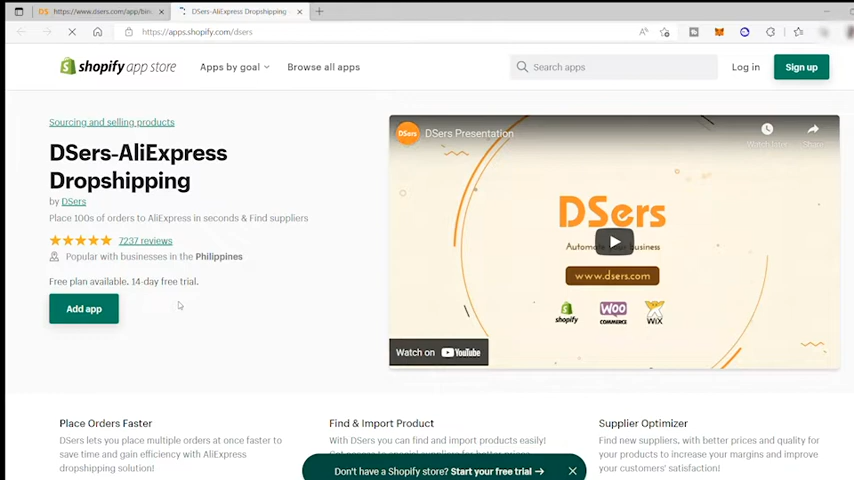 https://www.dsers.com/app/bin
DSers-AliExpress Dropshipping -
https://apps.shopify.com/dsers
shopify app store
Apps by goal
Browse all apps
Search apps
Log in
Sign up
Sourcing and selling products
DSers-AliExpress
Dropshipping
by DSers
Place 100s of orders to AliExpress in seconds & Find suppliers
7237 reviews
Popular with businesses in the Philippines
Free plan available. 14-day free trial.
Add app
DSers
DSers Presentation
Watch later
Share
DSers
Automate your business
www.dsers.com
shopify
WOO
COMMERCE
WiX
Watch on YouTube
Place Orders Faster
DSers lets you place multiple orders at once faster to
save time and gain efficiency with AliExpress
dropshipping solution!
Find & Import Product
With DSers you can find and import products easily!
Supplier Optimizer
Find new suppliers, with better prices and quality for
your products to increase your margins and improve
your customers' satisfaction!
Don't have a Shopify store? Start your free trial →